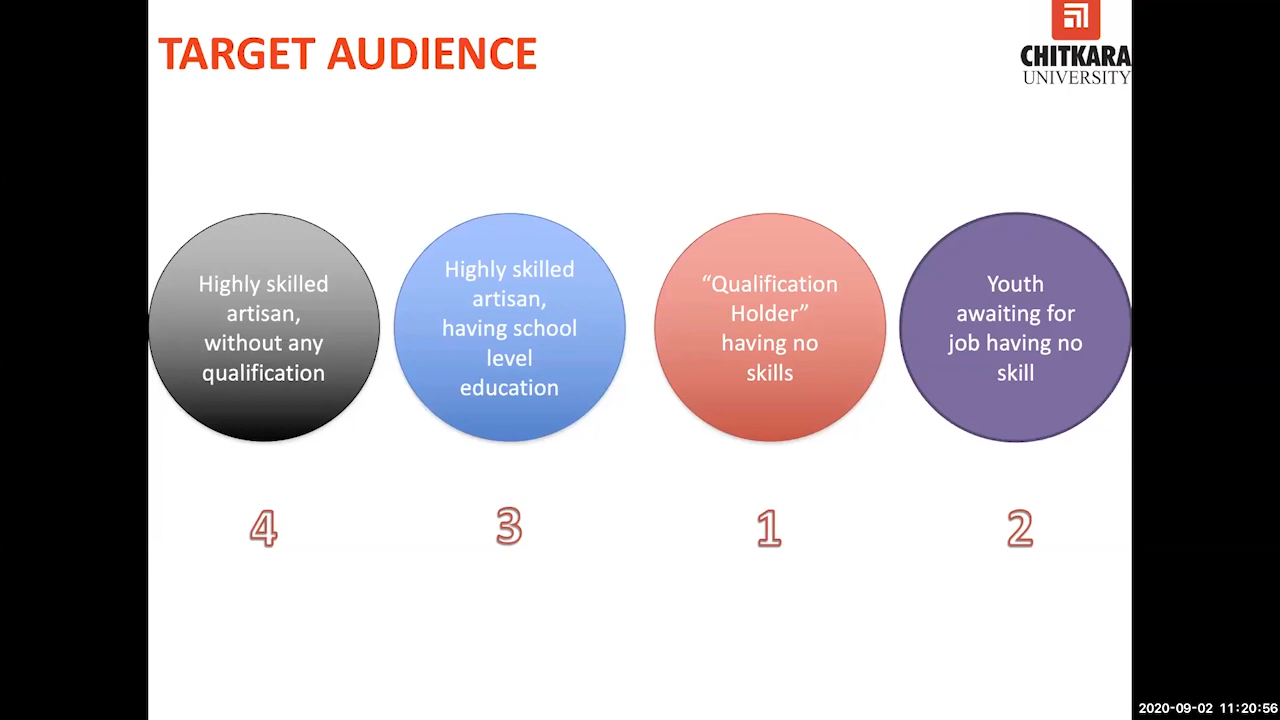 TARGET AUDIENCE
CHITKARA
UNIVERSITY
Highly skilled
artisan,
without any
qualification
Highly skilled
artisan,
having school
level
education
“Qualification
Holder”
having no
skills
Youth
awaiting for
job having no
skill
4
3
1
2
2020-09-02 11:20:56